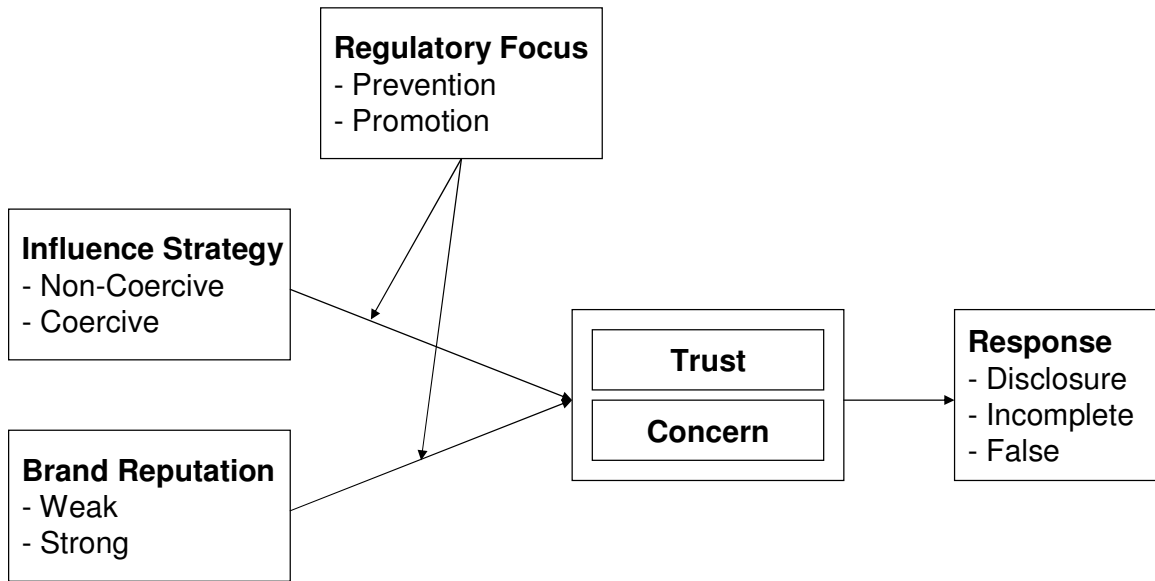 Regulatory Focus
- Prevention
- Promotion
Influence Strategy
- Non-Coercive
- Coercive
Trust
Concern
Response
- Disclosure
- Incomplete
- False
Brand Reputation
- Weak
- Strong